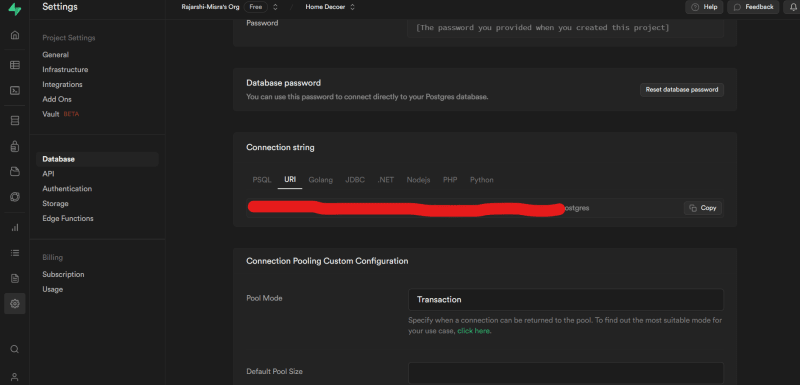 Settings
Rajarshi-Misra's Org Free Home Decoer Help Feedback
Project Settings
General
Infrastructure
Integrations
Add Ons
Vault BETA
Database
API
Authentication
Storage
Edge Functions
Billing
Subscription
Usage
Password
[The password you provided when you created this project]
Database password
You can use this password to connect directly to your Postgres database.
Reset database password
Connection string
PSQL URI Golang JDBC .NET Nodejs PHP Python
ostgres
Copy
Connection Pooling Custom Configuration
Pool Mode
Transaction
Specify when a connection can be returned to the pool. To find out the most suitable mode for
your use case, click here.
Default Pool Size